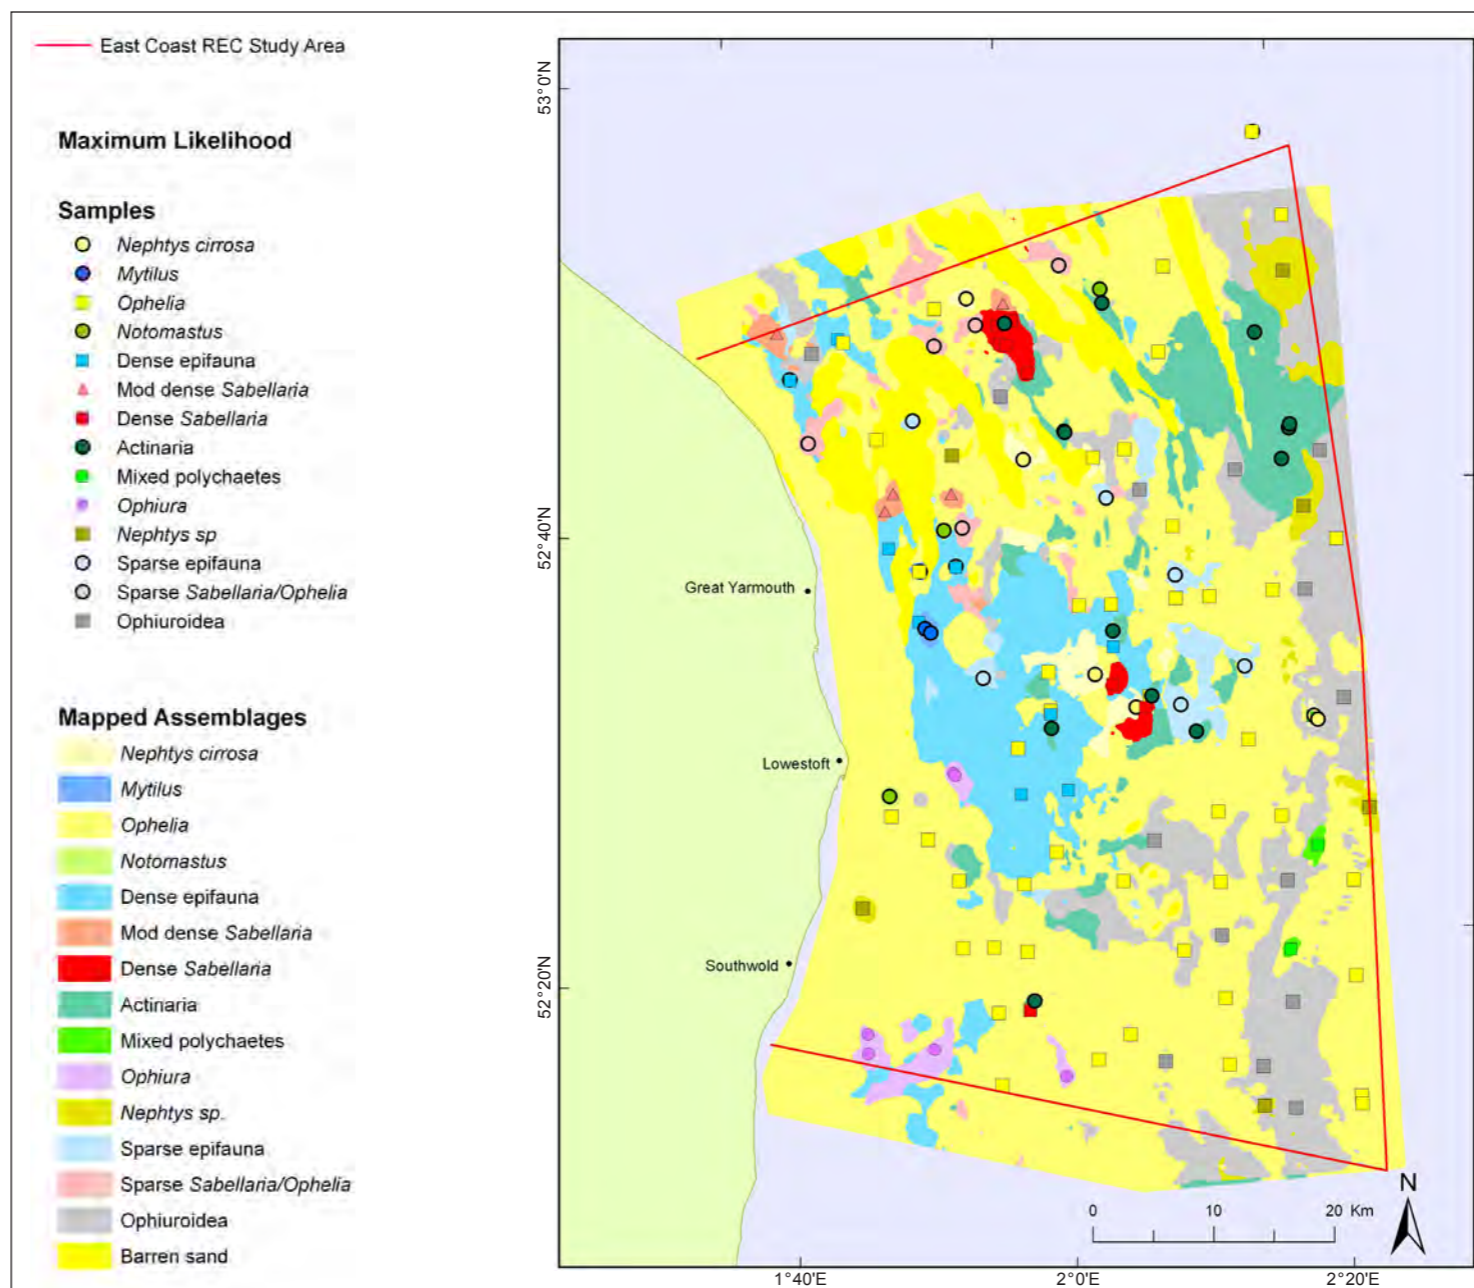 East Coast REC Study Area
Maximum Likelihood
Samples
Nephtys cirrosa
Mytilus
Ophelia
Notomastus
Dense epifauna
Mod dense Sabellaria
Dense Sabellaria
Actinaria
Mixed polychaetes
Ophiura
Nephtys sp
Sparse epifauna
Sparse Sabellaria/Ophelia
Ophiuroidea
Mapped Assemblages
Nephtys cirrosa
Mytilus
Ophelia
Notomastus
Dense epifauna
Mod dense Sabellaria
Dense Sabellaria
Actinaria
Mixed polychaetes
Ophiura
Nephtys sp.
Sparse epifauna
Sparse Sabellaria/Ophelia
Ophiuroidea
Barren sand
53°0'N
52°40'N
52°20'N
Great Yarmouth
Lowestoft
Southwold
N
0 10 20 Km
1°40'E 2°0'E 2°20'E